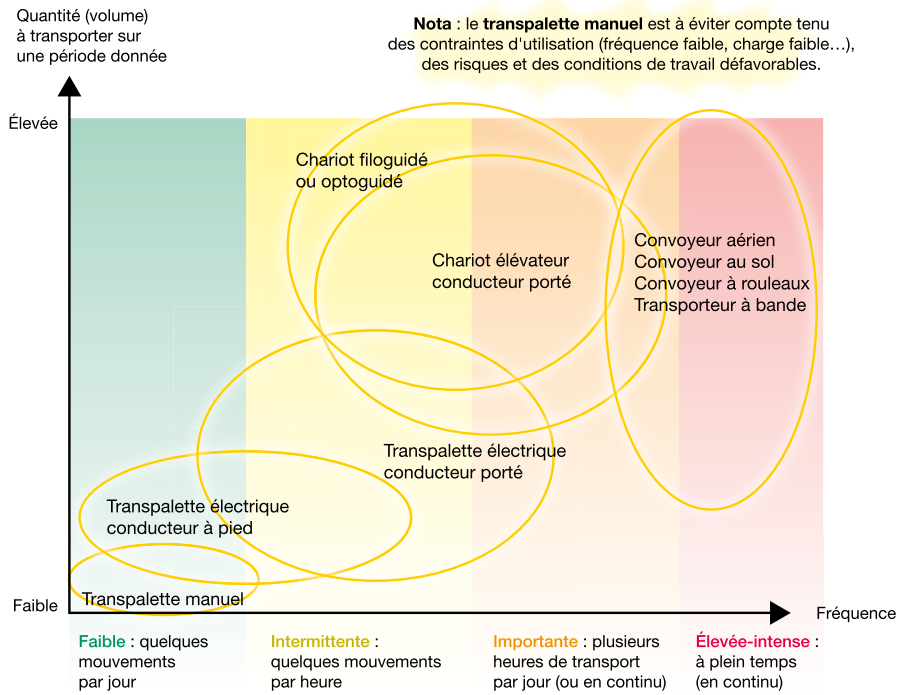 Quantité (volume)
à transporter sur
une période donnée
Nota : le transpalette manuel est à éviter compte tenu
des contraintes d'utilisation (fréquence faible, charge faible…),
des risques et des conditions de travail défavorables.
Élevée
Chariot filoguidé
ou optoguidé
Chariot élévateur
conducteur porté
Convoyeur aérien
Convoyeur au sol
Convoyeur à rouleaux
Transporteur à bande
Transpalette électrique
conducteur porté
Transpalette électrique
conducteur à pied
Transpalette manuel
Faible
Fréquence
Faible : quelques
mouvements
par jour
Intermittente :
quelques mouvements
par heure
Importante : plusieurs
heures de transport
par jour (ou en continu)
Élevée-intense :
à plein temps
(en continu)